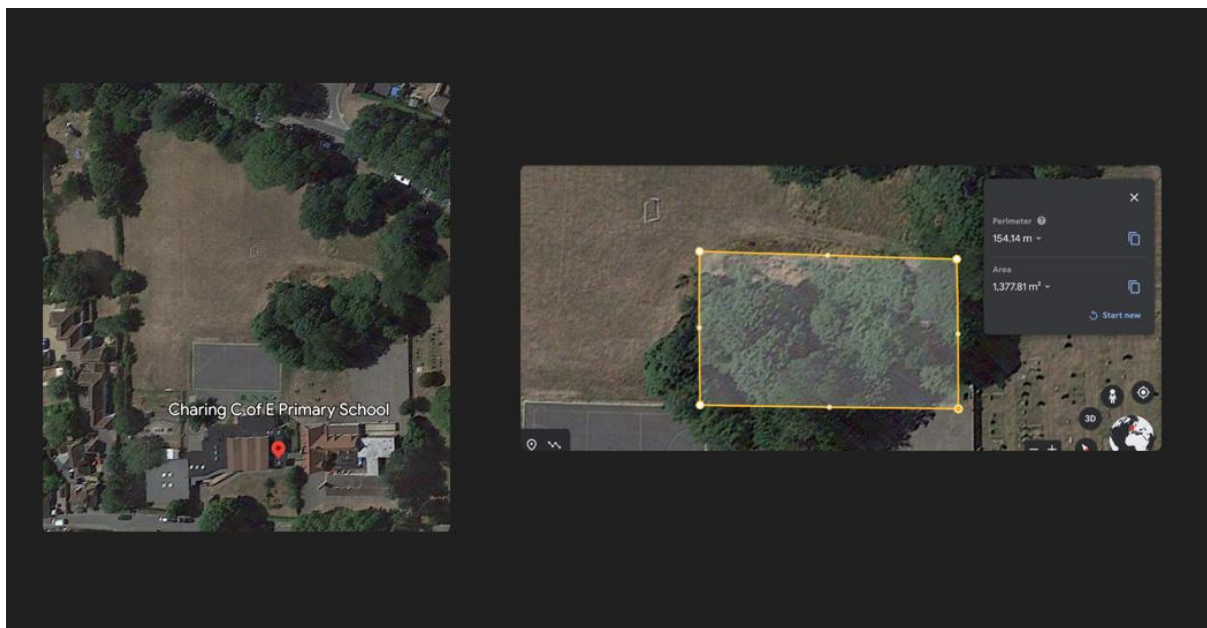 Charing C.of E Primary School
Perimeter
154.14 m
Area
1,377.81 m²
Start new
3D